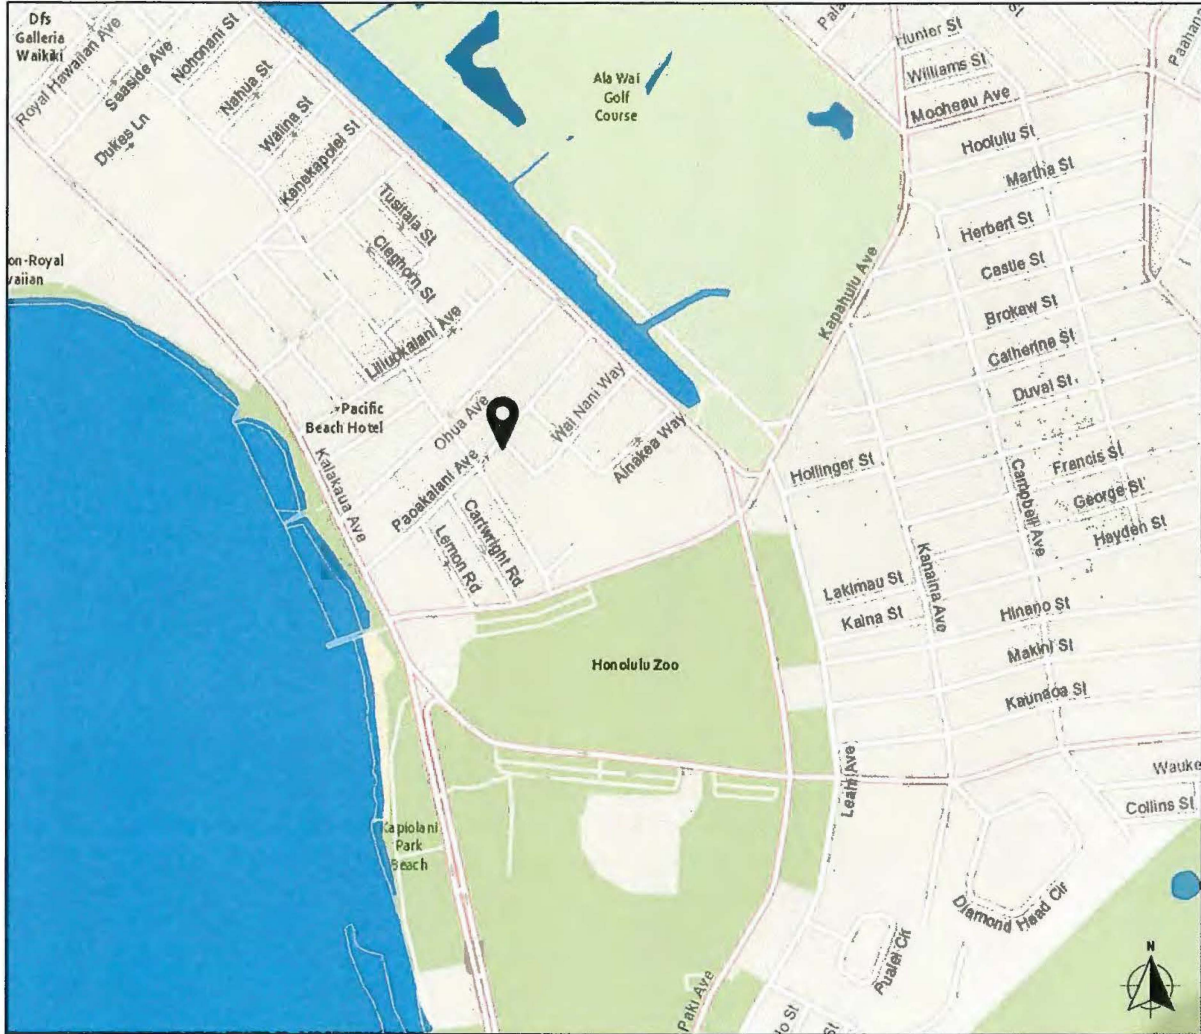 Dfs
Galleria
Waikiki
Royal Hawaiian Ave
Seaside Ave
Nohonani St
Dukes Ln
Nahua St
Walina St
Kanekapolei St
Tusitala St
Cleghorn St
Liliuokalani Ave
on-Royal
vaiian
Ala Wai
Golf
Course
Pacific
Beach Hotel
Ohua Ave
Wai Nani Way
Ainakea Way
Paoakalani Ave
Cartwright Rd
Lemon Rd
Kalakaua Ave
Kapahulu Ave
Hunter St
Williams St
Mooheau Ave
Paahan
Hoolulu St
Martha St
Herbert St
Castle St
Brokaw St
Catherine St
Duval St
Hollinger St
Francis St
George St
Hayden St
Campbell Ave
Kanaina Ave
Lakimau St
Kaina St
Hinano St
Makini St
Kaunaoa St
Honolulu Zoo
Leahi Ave
Wauke
Collins St
Kapiolani
Park
Beach
Diamond Head Cir
Pualei Cir
Paki Ave
St
N